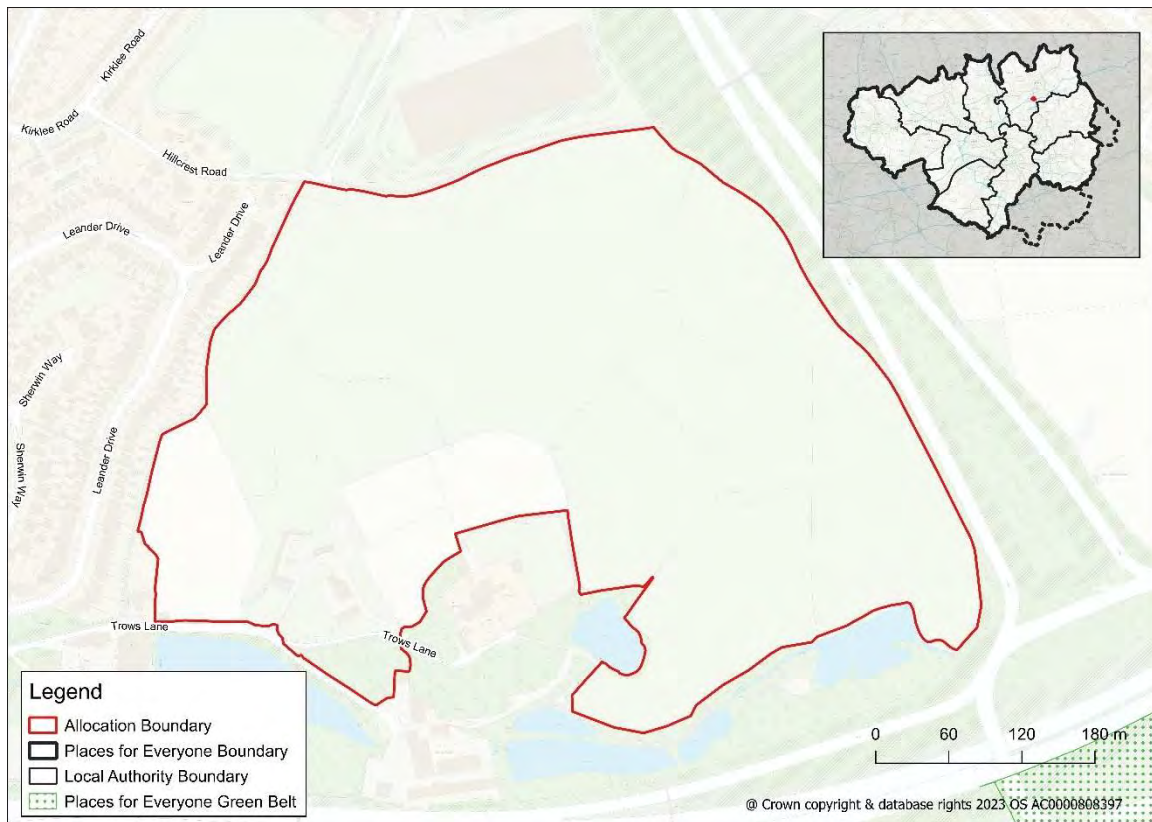 Kirklee Road
Kirklee Road
Hillcrest Road
Leander Drive
Leander Drive
Sherwin Way
Sherwin Way
Leander Drive
Trows Lane
Trows Lane
Legend
Allocation Boundary
Places for Everyone Boundary
Local Authority Boundary
Places for Everyone Green Belt
0 60 120 180 m
@ Crown copyright & database rights 2023 OS AC0000808397